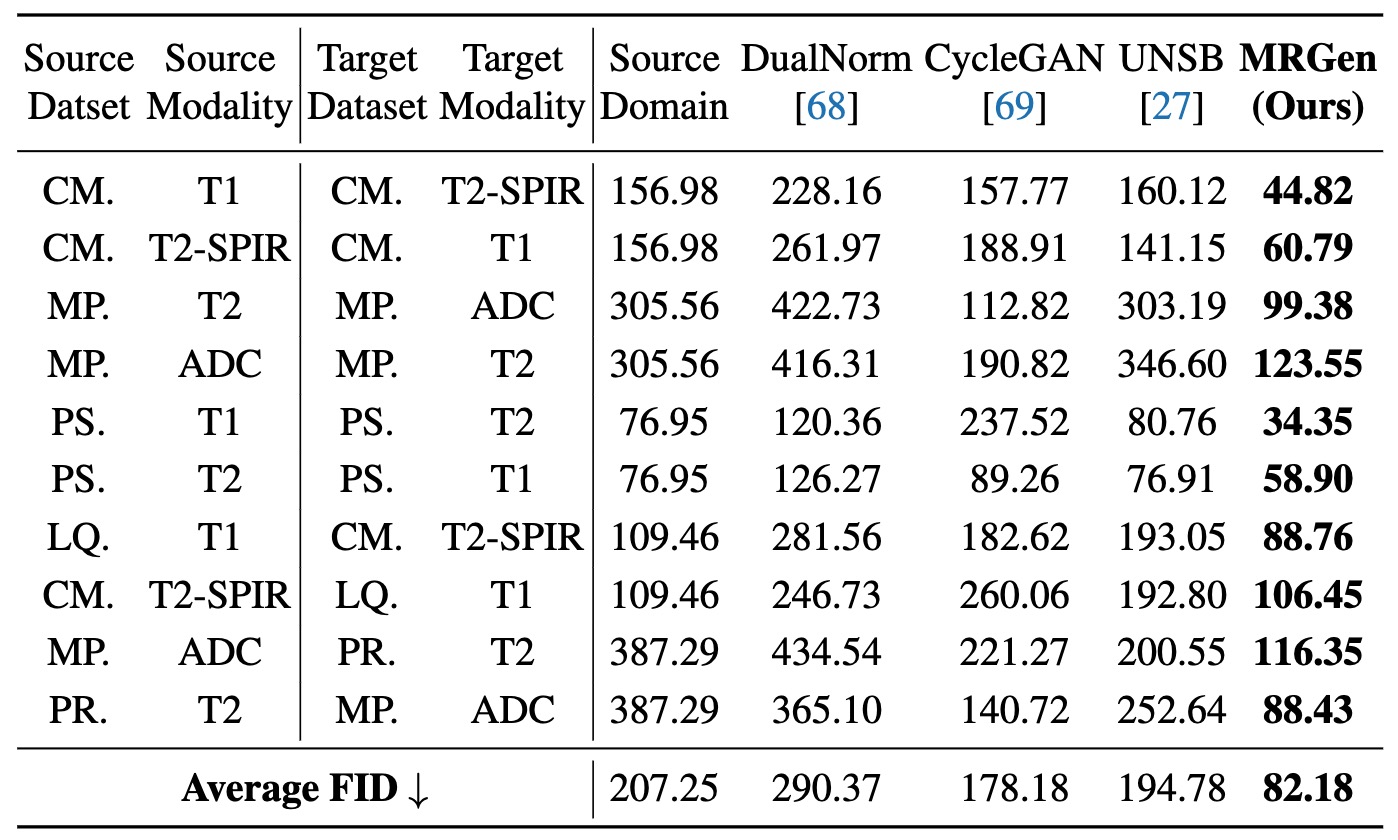 Source Source Target Target Source DualNorm CycleGAN UNSB MRGen
Datset Modality Dataset Modality Domain [68] [69] [27] (Ours)
CM. T1 CM. T2-SPIR 156.98 228.16 157.77 160.12 44.82
CM. T2-SPIR CM. T1 156.98 261.97 188.91 141.15 60.79
MP. T2 MP. ADC 305.56 422.73 112.82 303.19 99.38
MP. ADC MP. T2 305.56 416.31 190.82 346.60 123.55
PS. T1 PS. T2 76.95 120.36 237.52 80.76 34.35
PS. T2 PS. T1 76.95 126.27 89.26 76.91 58.90
LQ. T1 CM. T2-SPIR 109.46 281.56 182.62 193.05 88.76
CM. T2-SPIR LQ. T1 109.46 246.73 260.06 192.80 106.45
MP. ADC PR. T2 387.29 434.54 221.27 200.55 116.35
PR. T2 MP. ADC 387.29 365.10 140.72 252.64 88.43
Average FID ↓ 207.25 290.37 178.18 194.78 82.18